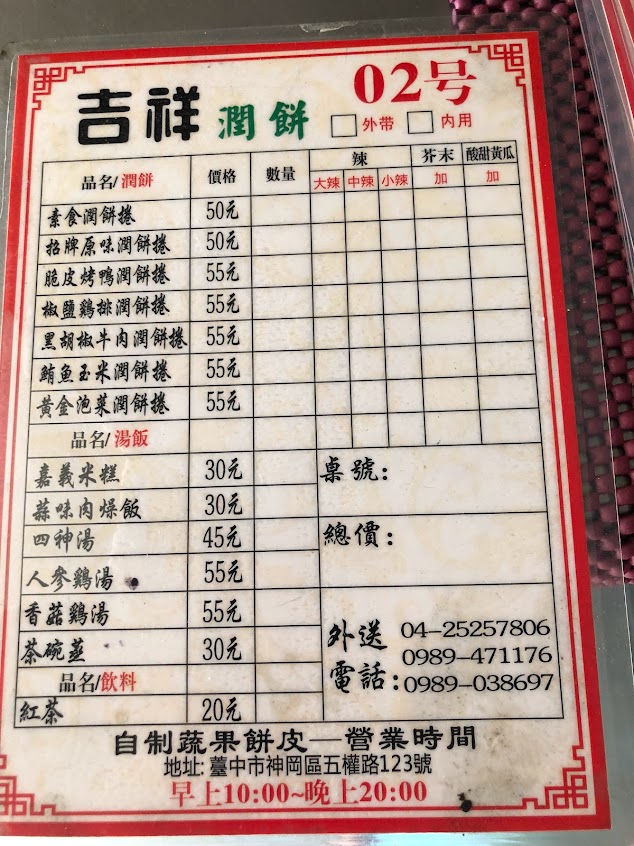 吉祥 潤餅 02号
外帶 內用
品名/潤餅 價格 數量 辣 芥末 酸甜黃瓜
大辣 中辣 小辣 加 加
素食潤餅捲 50元
招牌原味潤餅捲 50元
脆皮烤鴨潤餅捲 55元
椒鹽鷄排潤餅捲 55元
黑胡椒牛肉潤餅捲 55元
鮪魚玉米潤餅捲 55元
黃金泡菜潤餅捲 55元
品名/湯飯
嘉義米糕 30元
蒜味肉燥飯 30元
四神湯 45元
人參鷄湯 55元
香菇鷄湯 55元
茶碗蒸 30元
品名/飲料
紅茶 20元
桌號:
總價:
外送電話:
04-25257806
0989-471176
0989-038697
自制蔬果餅皮—營業時間
地址: 臺中市神岡區五權路123號
早上10:00~晚上20:00